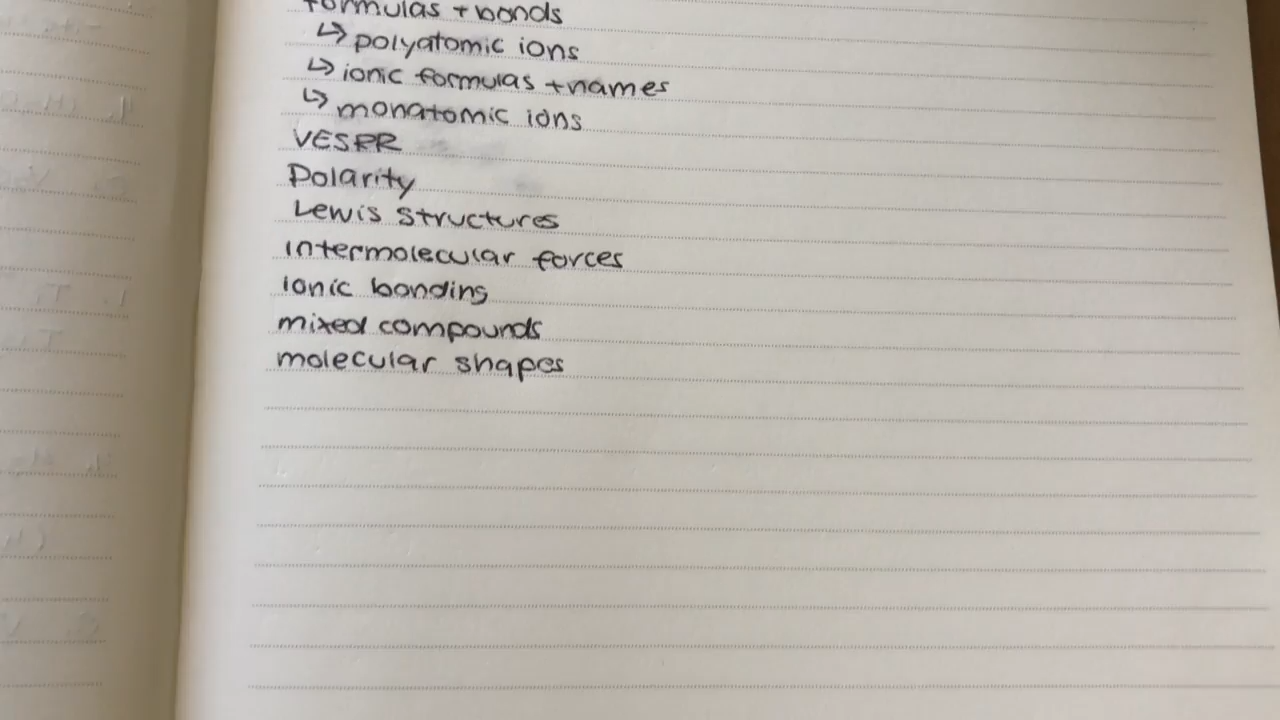 formulas + bonds
↳ polyatomic ions
↳ ionic formulas + names
↳ monatomic ions
VESPR
Polarity
Lewis structures
intermolecular forces
ionic bonding
mixed compounds
molecular shapes